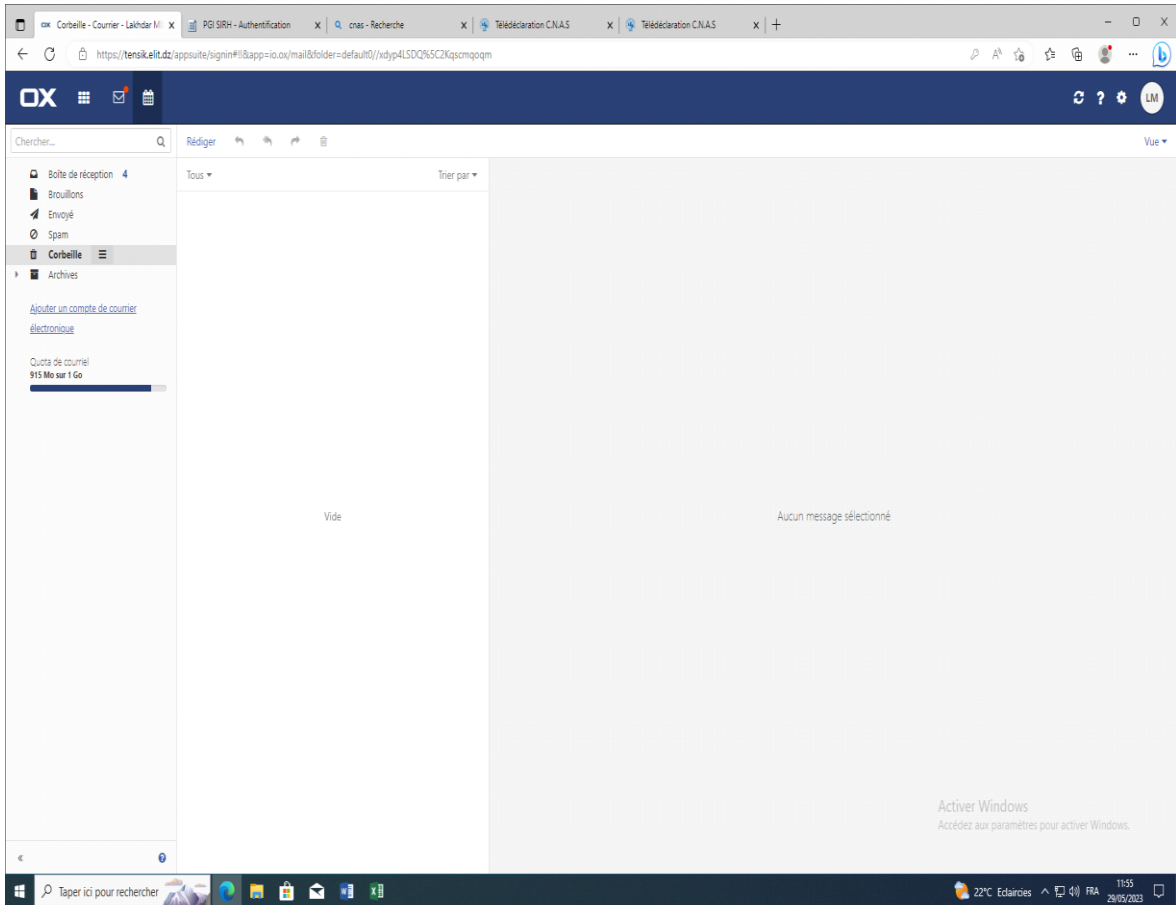 Corbeille - Courrier - Lakhdar M
PGI SIRH - Authentification
cnas - Recherche
Télédéclaration C.N.A.S
Télédéclaration C.N.A.S
https://tensik.elit.dz/appsuite/signin#!!&app=io.ox/mail&folder=default0//xdyp4LSDQ%5C2Kqscmqoqm
OX
LM
Chercher...
Rédiger
Vue
Boîte de réception 4
Brouillons
Envoyé
Spam
Corbeille
Archives
Ajouter un compte de courrier
électronique
Quota de courriel
915 Mo sur 1 Go
Tous
Trier par
Vide
Aucun message sélectionné
Activer Windows
Accédez aux paramètres pour activer Windows.
Taper ici pour rechercher
22°C Eclaircies
FRA
11:55
29/05/2023